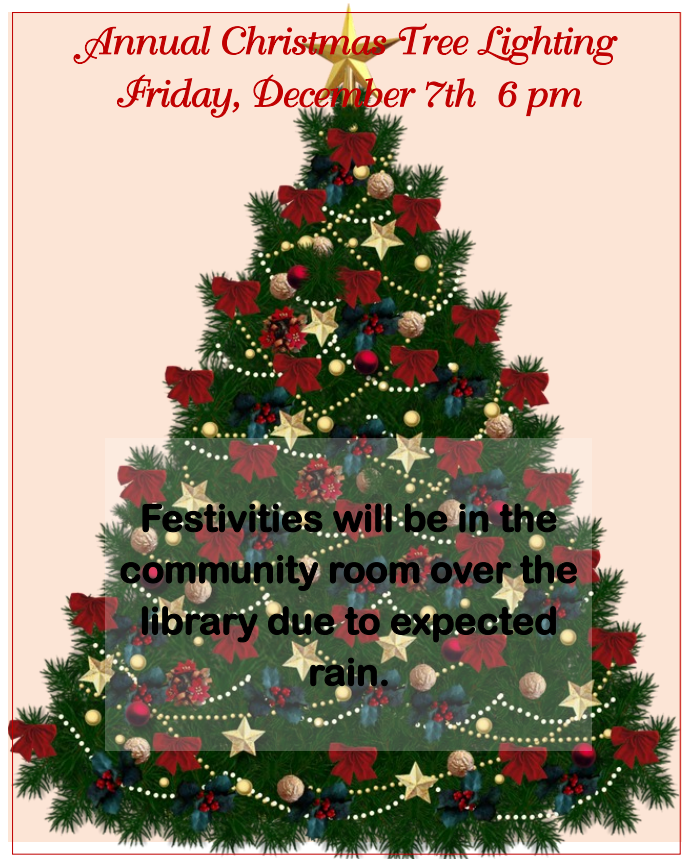 Annual Christmas Tree Lighting
Friday, December 7th 6 pm
Festivities will be in the
community room over the
library due to expected
rain.